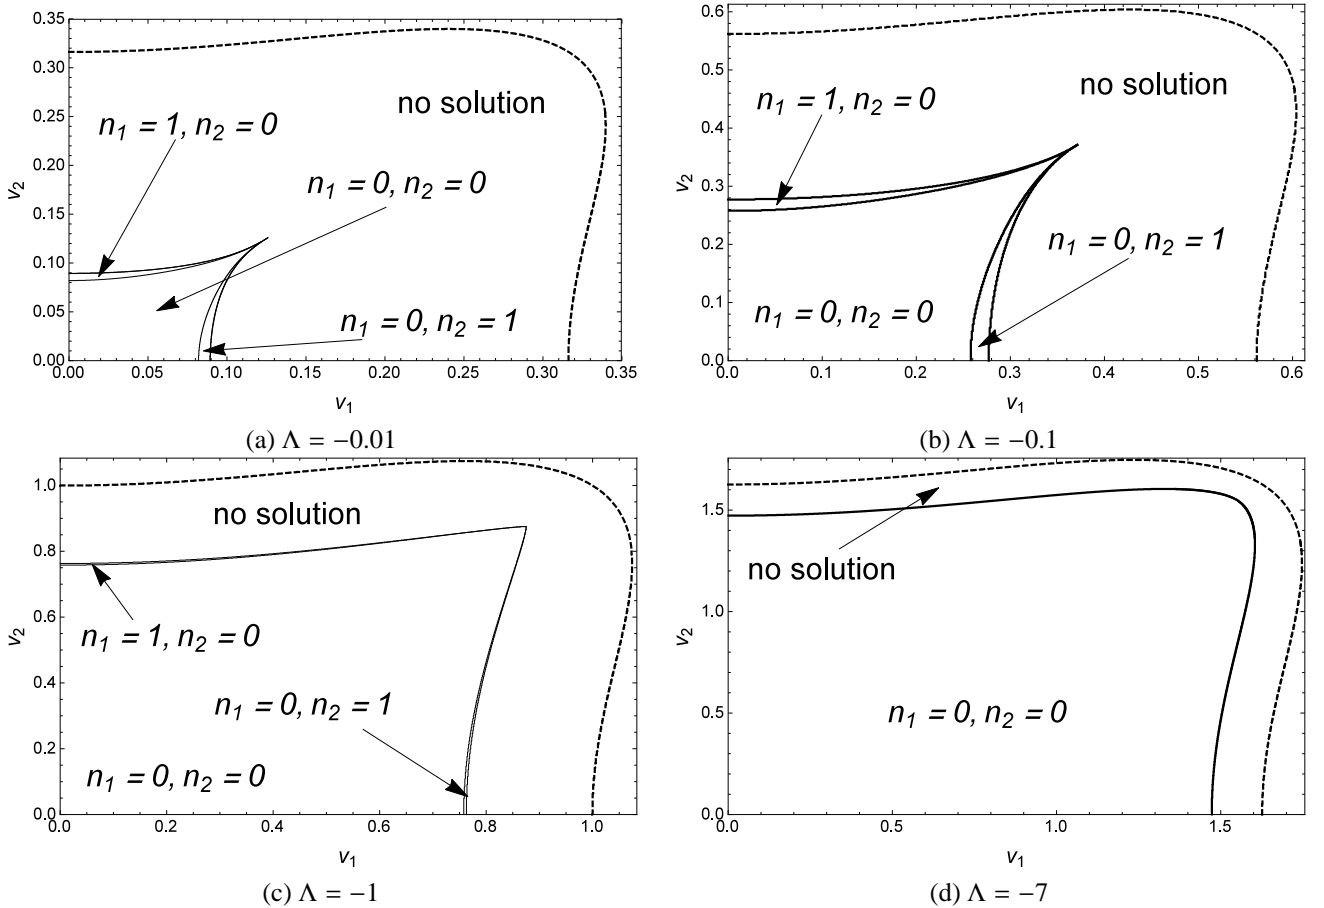 0.35
0.30
0.25
0.20
0.15
0.10
0.05
0.00
v2
no solution
n1 = 1, n2 = 0
n1 = 0, n2 = 0
n1 = 0, n2 = 1
0.00 0.05 0.10 0.15 0.20 0.25 0.30 0.35
v1
(a) Λ = −0.01
0.6
0.5
0.4
0.3
0.2
0.1
0.0
v2
n1 = 1, n2 = 0
no solution
n1 = 0, n2 = 1
n1 = 0, n2 = 0
0.0 0.1 0.2 0.3 0.4 0.5 0.6
v1
(b) Λ = −0.1
1.0
0.8
0.6
0.4
0.2
0.0
v2
no solution
n1 = 1, n2 = 0
n1 = 0, n2 = 1
n1 = 0, n2 = 0
0.0 0.2 0.4 0.6 0.8 1.0
v1
(c) Λ = −1
1.5
1.0
0.5
0.0
v2
no solution
n1 = 0, n2 = 0
0.0 0.5 1.0 1.5
v1
(d) Λ = −7